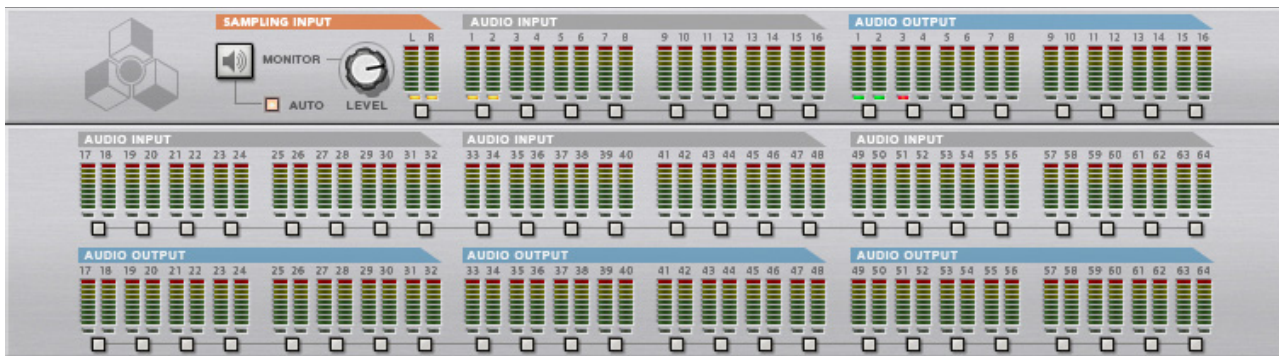 SAMPLING INPUT
AUDIO INPUT
AUDIO OUTPUT
L R
1 2 3 4 5 6 7 8 9 10 11 12 13 14 15 16
1 2 3 4 5 6 7 8 9 10 11 12 13 14 15 16
MONITOR
AUTO
LEVEL
AUDIO INPUT
AUDIO INPUT
AUDIO INPUT
17 18 19 20 21 22 23 24 25 26 27 28 29 30 31 32
33 34 35 36 37 38 39 40 41 42 43 44 45 46 47 48
49 50 51 52 53 54 55 56 57 58 59 60 61 62 63 64
AUDIO OUTPUT
AUDIO OUTPUT
AUDIO OUTPUT
17 18 19 20 21 22 23 24 25 26 27 28 29 30 31 32
33 34 35 36 37 38 39 40 41 42 43 44 45 46 47 48
49 50 51 52 53 54 55 56 57 58 59 60 61 62 63 64